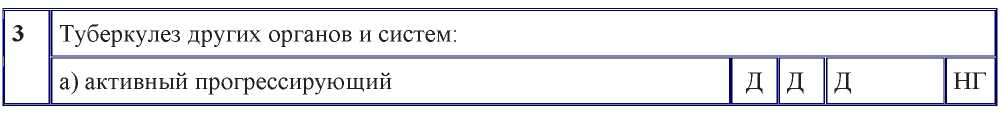 3 Туберкулез других органов и систем:
а) активный прогрессирующий Д Д Д НГ